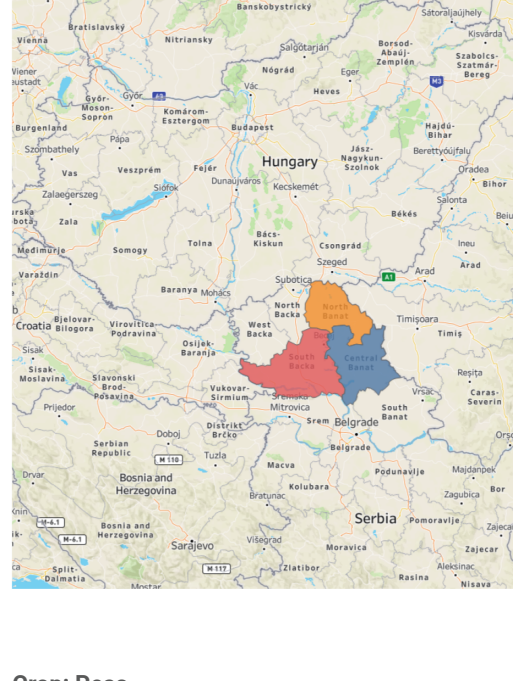 Banskobystrický
Sátoraljaújhely
Bratislavský
Kisvárda
Vienna
Nitriansky
Salgótarján
Borsod-
Abaúj-
Zemplén
Szabolcs-
Szatmár-
Bereg
Wiener
eustadt
Nógrád
Eger
M3
Vác
Heves
Győr
Győr-
Moson-
Sopron
Komárom-
Esztergom
Burgenland
Budapest
Hajdú-
Bihar
Pápa
Jász-
Nagykun-
Szolnok
Berettyóújfalu
Szombathely
Hungary
Vas
Veszprém
Fejér
Oradea
Dunaújváros
Kecskemét
Bihor
Zalaegerszeg
Siófok
Salonta
Zala
Békés
Beiu
Bács-
Kiskun
Tolna
Csongrád
Ineu
Medimurje
Somogy
Szeged
Arad
Arad
Varaždin
A1
Subotica
Baranya
Mohács
North
Backa
North
Banat
Timișoara
Croatia
Bjelovar-
Bilogora
Virovitica
Podravina
West
Backa
Timiș
Osijek-
Baranja
Sisak
South
Backa
Central
Banat
Sisak-
Moslavina
Slavonski
Brod-
Posavina
Reșița
Vukovar-
Sirmium
Vrsac
Caras-
Severin
Sremska
Mitrovica
South
Banat
Prijedor
Srem
Belgrade
Distrikt
Brčko
Doboj
Serbian
Republic
Belgrade
M 110
Tuzla
Macva
Podunavlje
Majdanpek
Drvar
Bosnia and
Herzegovina
Kolubara
Bor
Bratunac
Zagubica
Knin
M-6.1
Serbia
Pomoravlje
Bosnia and
Herzegovina
M-6.1
Višegrad
Sarajevo
Moravica
Zajecar
Split-
Dalmatia
M-117
Zlatibor
Aleksinac
Rasina
Nisava
Mostar